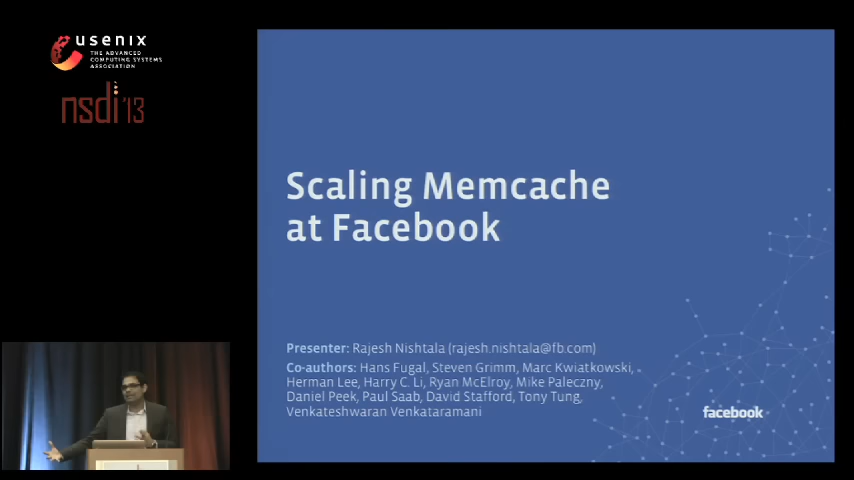 usenix
THE ADVANCED
COMPUTING SYSTEMS
ASSOCIATION
nsdi '13
Scaling Memcache
at Facebook
Presenter: Rajesh Nishtala (rajesh.nishtala@fb.com)
Co-authors: Hans Fugal, Steven Grimm, Marc Kwiatkowski,
Herman Lee, Harry C. Li, Ryan McElroy, Mike Paleczny,
Daniel Peek, Paul Saab, David Stafford, Tony Tung,
Venkateshwaran Venkataramani
facebook